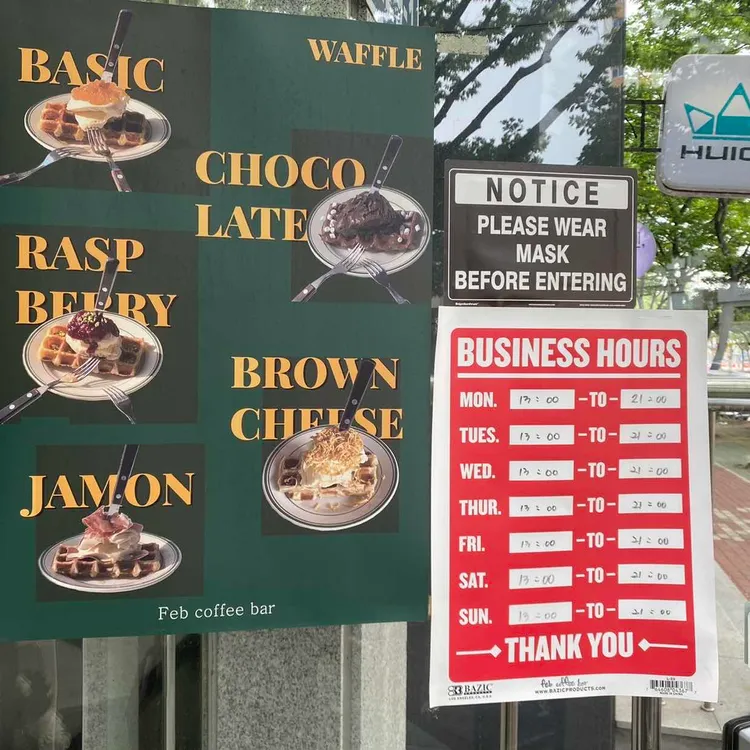 WAFFLE
BASIC
CHOCO
LATE
RASP
BERRY
BROWN
CHEESE
JAMON
Feb coffee bar
NOTICE
PLEASE WEAR
MASK
BEFORE ENTERING
BUSINESS HOURS
MON. 13:00 -TO- 21:00
TUES. 13:00 -TO- 21:00
WED. 13:00 -TO- 21:00
THUR. 13:00 -TO- 21:00
FRI. 13:00 -TO- 21:00
SAT. 13:00 -TO- 21:00
SUN. 13:00 -TO- 21:00
THANK YOU
feb coffee bar
BAZIC
WWW.BAZICPRODUCTS.COM